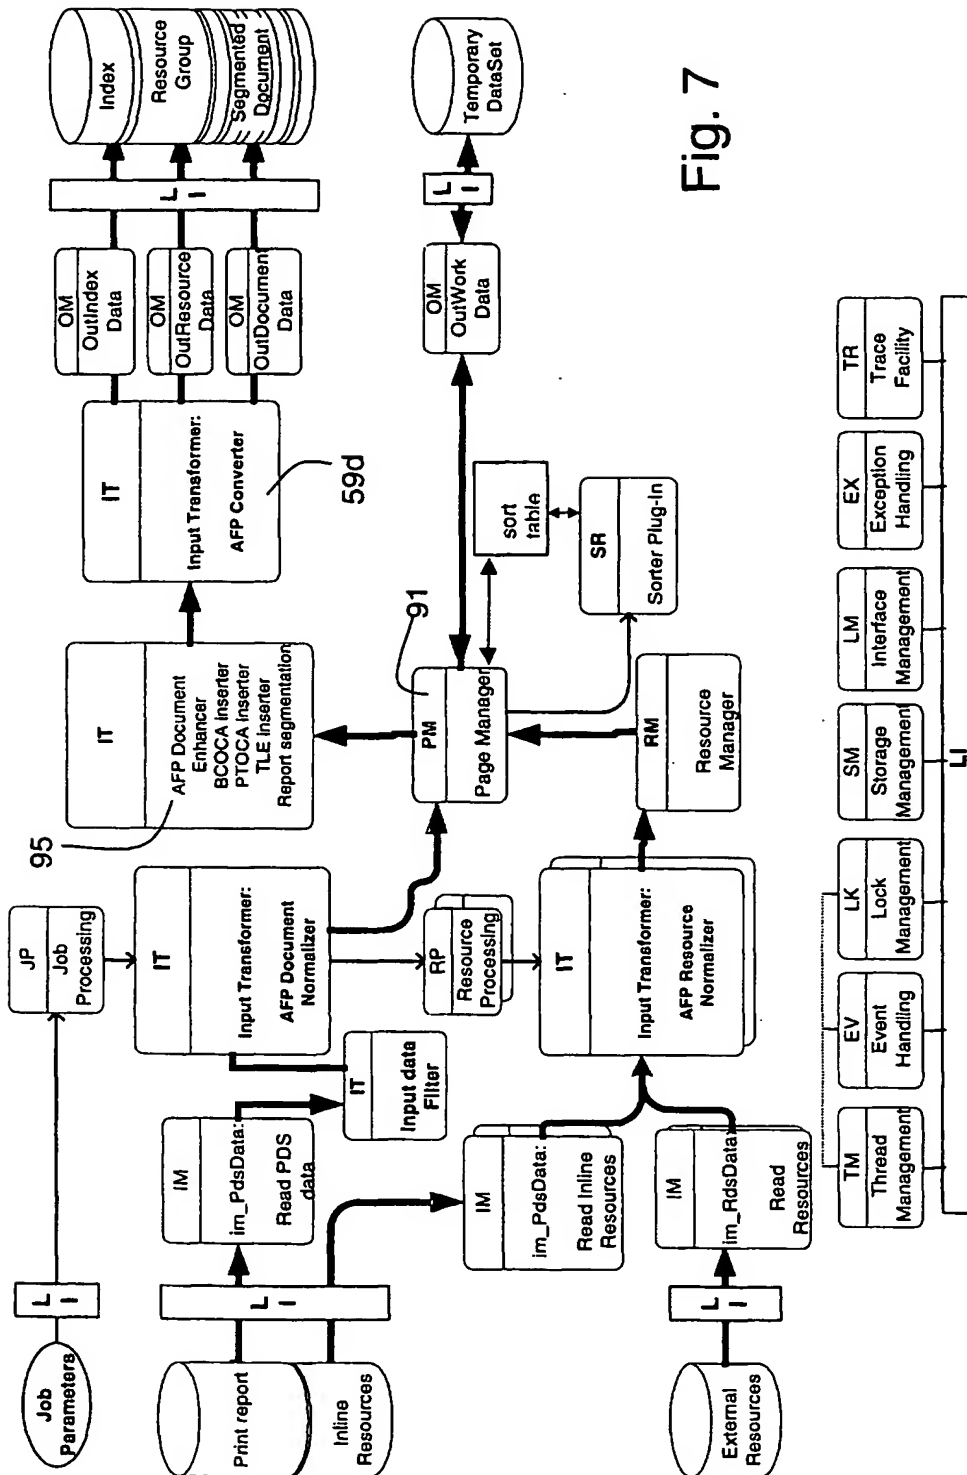 Job
Parameters
L
I
JP
Job
Processing
Print report
Inline
Resources
L
I
IM
im_PdsData:
Read PDS
data
IT
Input data
Filter
IT
Input Transformer:
AFP Document
Normalizer
95
IT
AFP Document
Enhancer
BCOCA Inserter
PTOCA Inserter
TLE Inserter
Report segmentation
IT
Input Transformer:
AFP Converter
59d
OM
OutIndex
Data
OM
OutResource
Data
OM
OutDocument
Data
L
I
Index
Resource
Group
Segmented
Document
IM
im_PdsData:
Read Inline
Resources
RP
Resource
Processing
PM
Page Manager
91
sort
table
SR
Sorter Plug-In
OM
OutWork
Data
L
I
Temporary
DataSet
External
Resources
L
I
IM
im_RdsData:
Read
Resources
IT
Input Transformer:
AFP Resource
Normalizer
RM
Resource
Manager
TM
Thread
Management
EV
Event
Handling
LK
Lock
Management
SM
Storage
Management
LM
Interface
Management
EX
Exception
Handling
TR
Trace
Facility
LI
Fig. 7